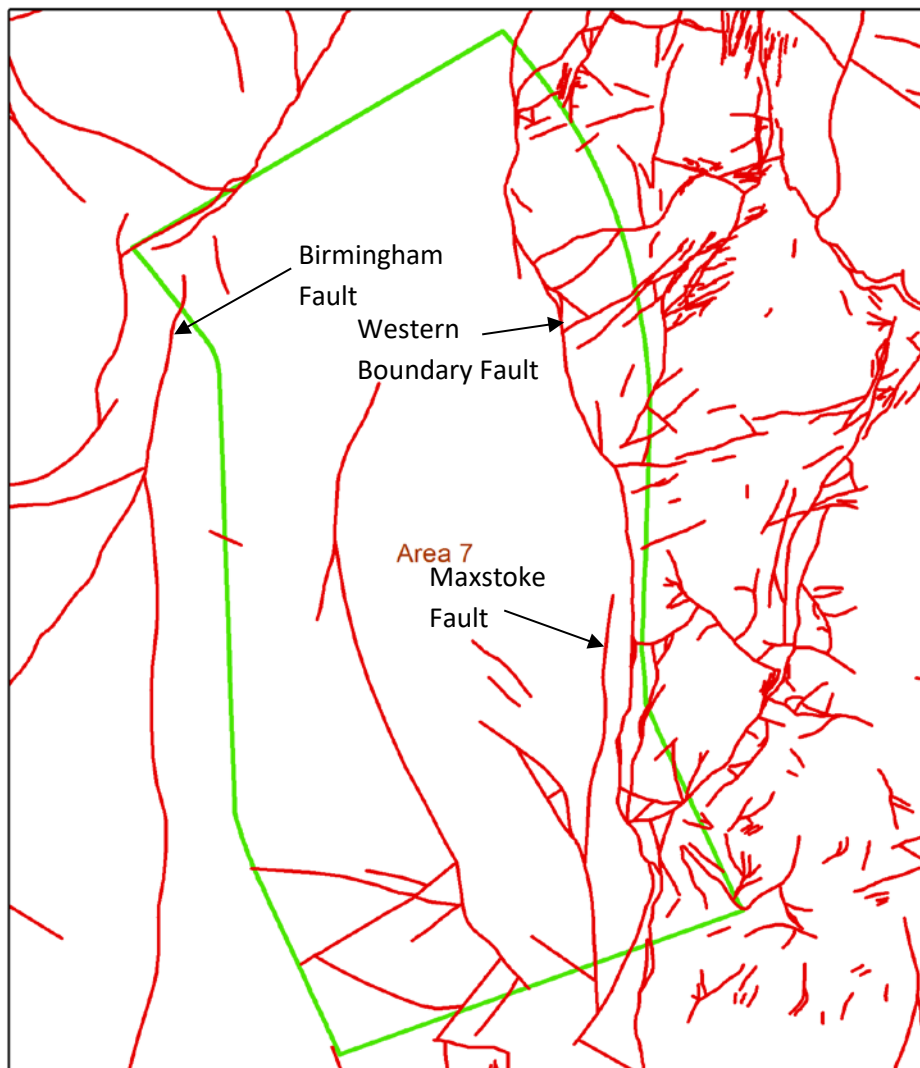 Birmingham
Fault
Western
Boundary Fault
Area 7
Maxstoke
Fault